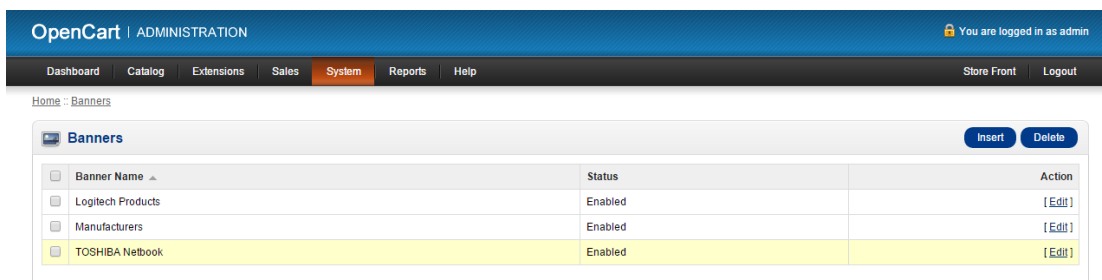 OpenCart | ADMINISTRATION You are logged in as admin
Dashboard Catalog Extensions Sales System Reports Help Store Front Logout
Home :: Banners
Banners Insert Delete
Banner Name Status Action
Logitech Products Enabled [ Edit ]
Manufacturers Enabled [ Edit ]
TOSHIBA Netbook Enabled [ Edit ]